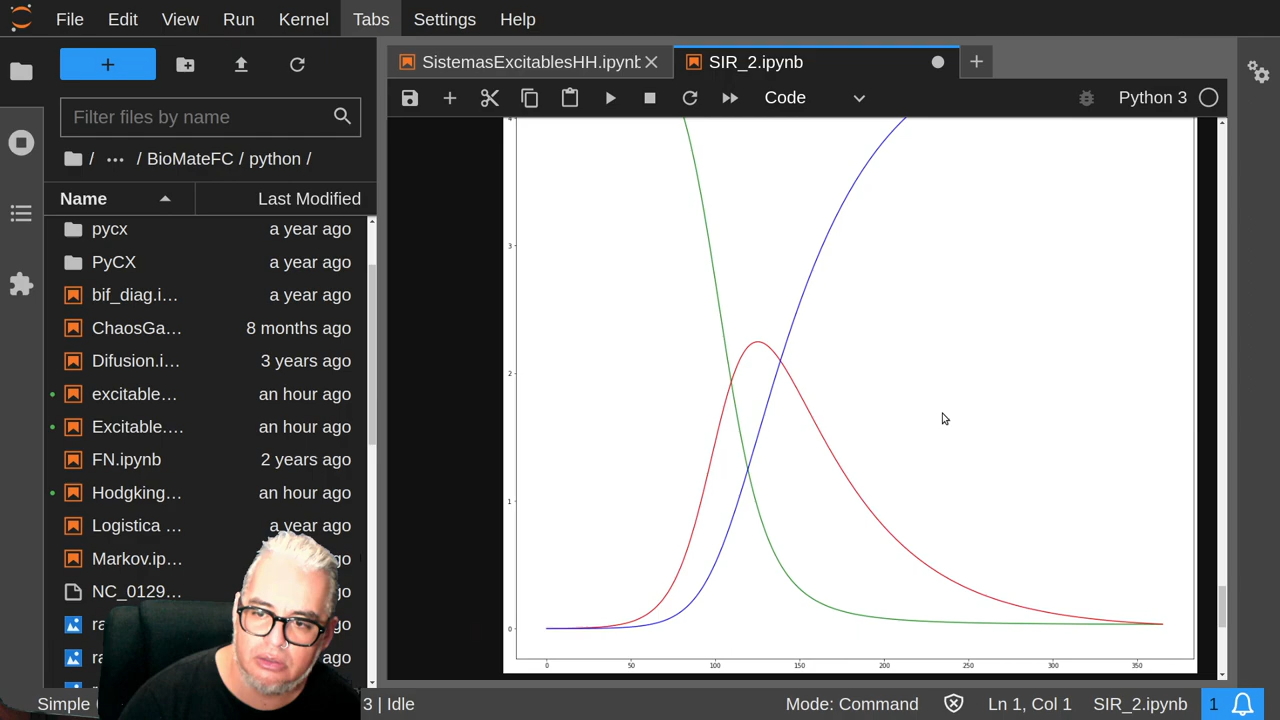 File Edit View Run Kernel Tabs Settings Help
SistemasExcitablesHH.ipynb
SIR_2.ipynb
Code
Python 3
Filter files by name
/ ... / BioMateFC / python /
Name
Last Modified
pycx a year ago
PyCX a year ago
bif_diag.i… a year ago
ChaosGa… 8 months ago
Difusion.i… 3 years ago
excitable… an hour ago
Excitable.… an hour ago
FN.ipynb 2 years ago
Hodgking… an hour ago
Logistica … a year ago
Markov.ip…
NC_0129…
4
3
2
1
0
0 50 100 150 200 250 300 350
Simple
3 | Idle
Mode: Command
Ln 1, Col 1
SIR_2.ipynb
1